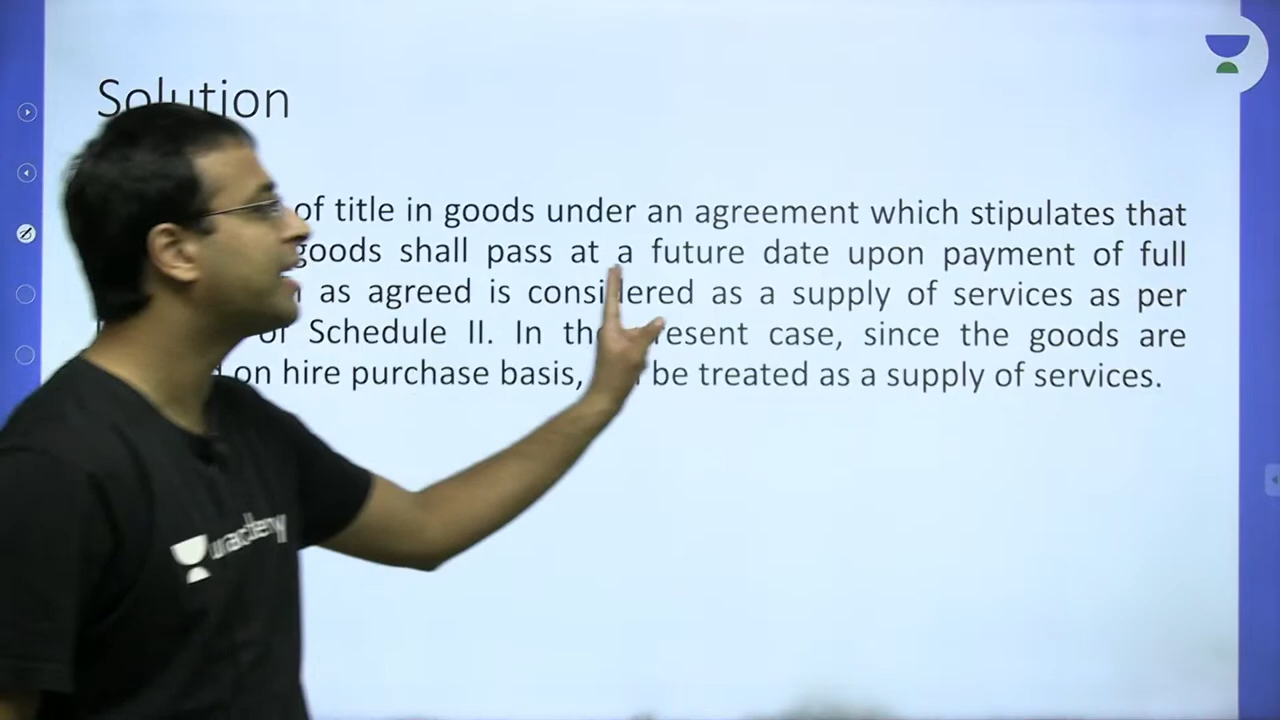 Solution
of title in goods under an agreement which stipulates that
goods shall pass at a future date upon payment of full
as agreed is considered as a supply of services as per
of Schedule II. In the present case, since the goods are
on hire purchase basis, be treated as a supply of services.
unacademy